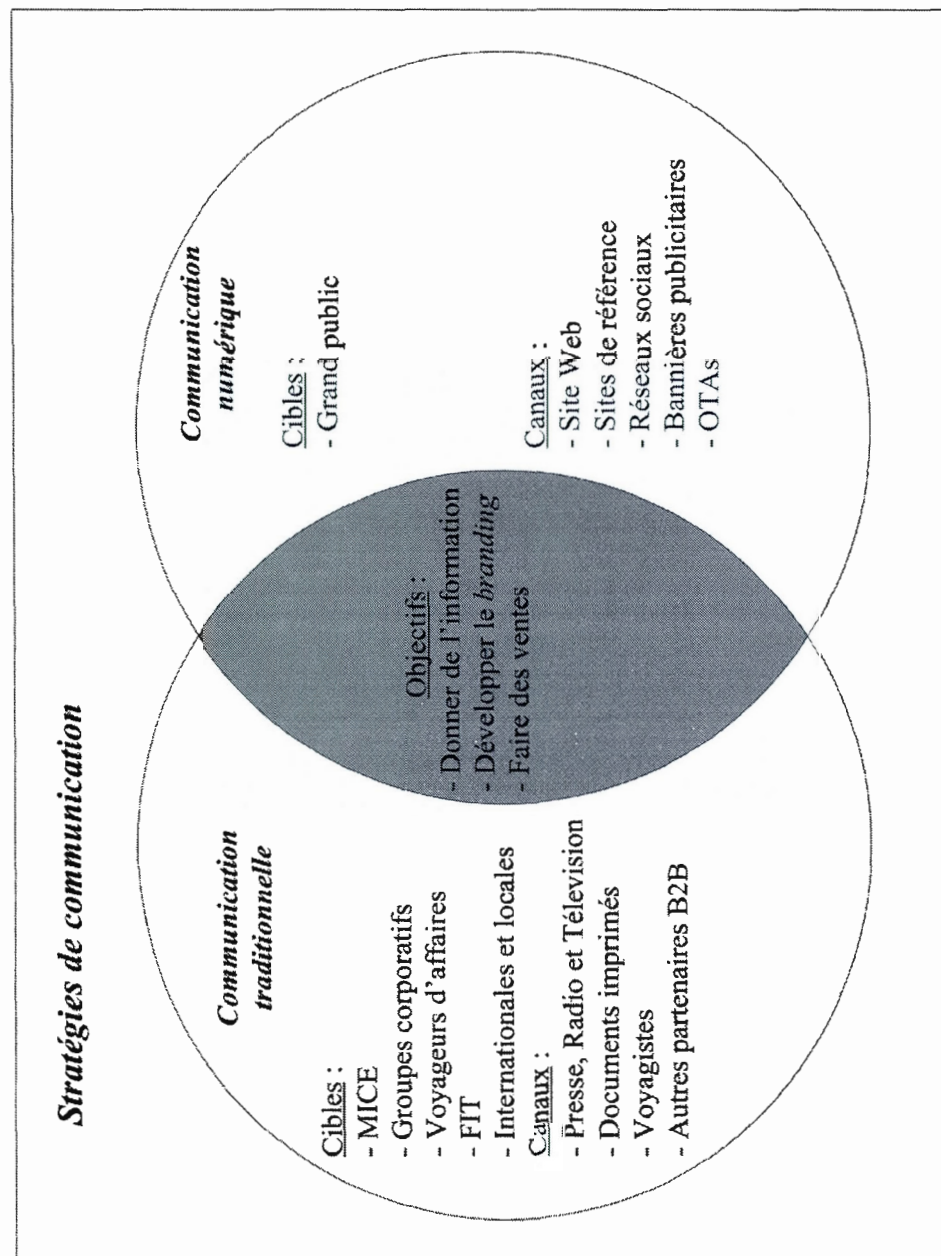 Stratégies de communication
Communication
traditionnelle
Cibles :
- MICE
- Groupes corporatifs
- Voyageurs d'affaires
- FIT
- Internationales et locales
Canaux :
- Presse, Radio et Télevision
- Documents imprimés
- Voyagistes
- Autres partenaires B2B
Objectifs :
- Donner de l'information
- Développer le branding
- Faire des ventes
Communication
numérique
Cibles :
- Grand public
Canaux :
- Site Web
- Sites de référence
- Réseaux sociaux
- Bannières publicitaires
- OTAs